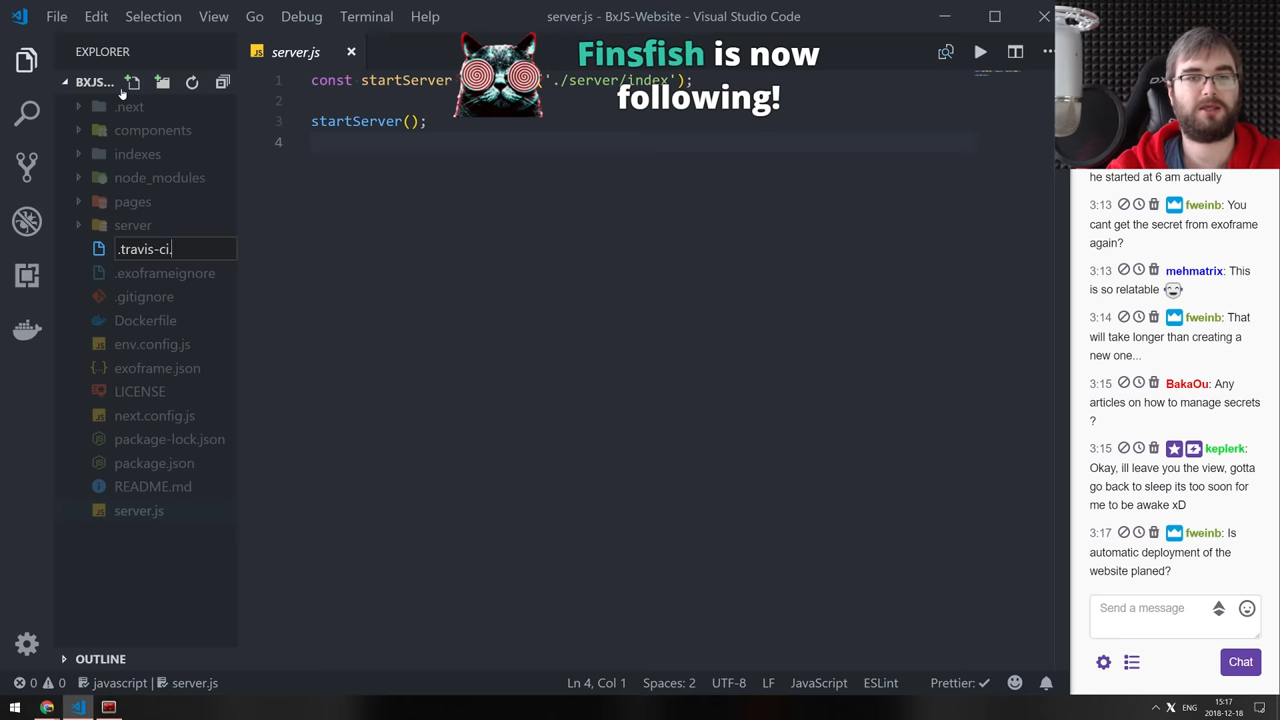 File Edit Selection View Go Debug Terminal Help
server.js - BxJS-Website - Visual Studio Code
EXPLORER
BXJS...
.next
components
indexes
node_modules
pages
server
.travis-ci.
.exoframeignore
.gitignore
Dockerfile
env.config.js
exoframe.json
LICENSE
next.config.js
package-lock.json
package.json
README.md
server.js
OUTLINE
server.js
1 const startServer ('./server/index');
2
3 startServer();
4
Finsfish is now
following!
he started at 6 am actually
3:13 fweinb: You
cant get the secret from exoframe
again?
3:13 mehmatrix: This
is so relatable
3:14 fweinb: That
will take longer than creating a
new one...
3:15 BakaOu: Any
articles on how to manage secrets
?
3:15 keplerk:
Okay, ill leave you the view, gotta
go back to sleep its too soon for
me to be awake xD
3:17 fweinb: Is
automatic deployment of the
website planed?
Send a message
Chat
0 0 javascript | server.js
Ln 4, Col 1 Spaces: 2 UTF-8 LF JavaScript ESLint Prettier:
ENG
15:17
2018-12-18